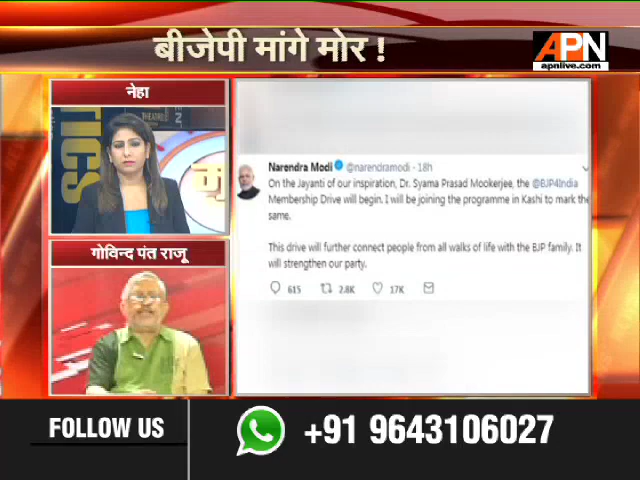 बीजेपी मांगे मोर !
APN
apnlive.com
नेहा
TICS
THEATRE
गोविन्द पंत राजू
Narendra Modi @narendramodi · 18h
On the Jayanti of our inspiration, Dr. Syama Prasad Mookerjee, the @BJP4India
Membership Drive will begin. I will be joining the programme in Kashi to mark the
same.
This drive will further connect people from all walks of life with the BJP family. It
will strengthen our party.
615 2.8K 17K
FOLLOW US
+91 9643106027